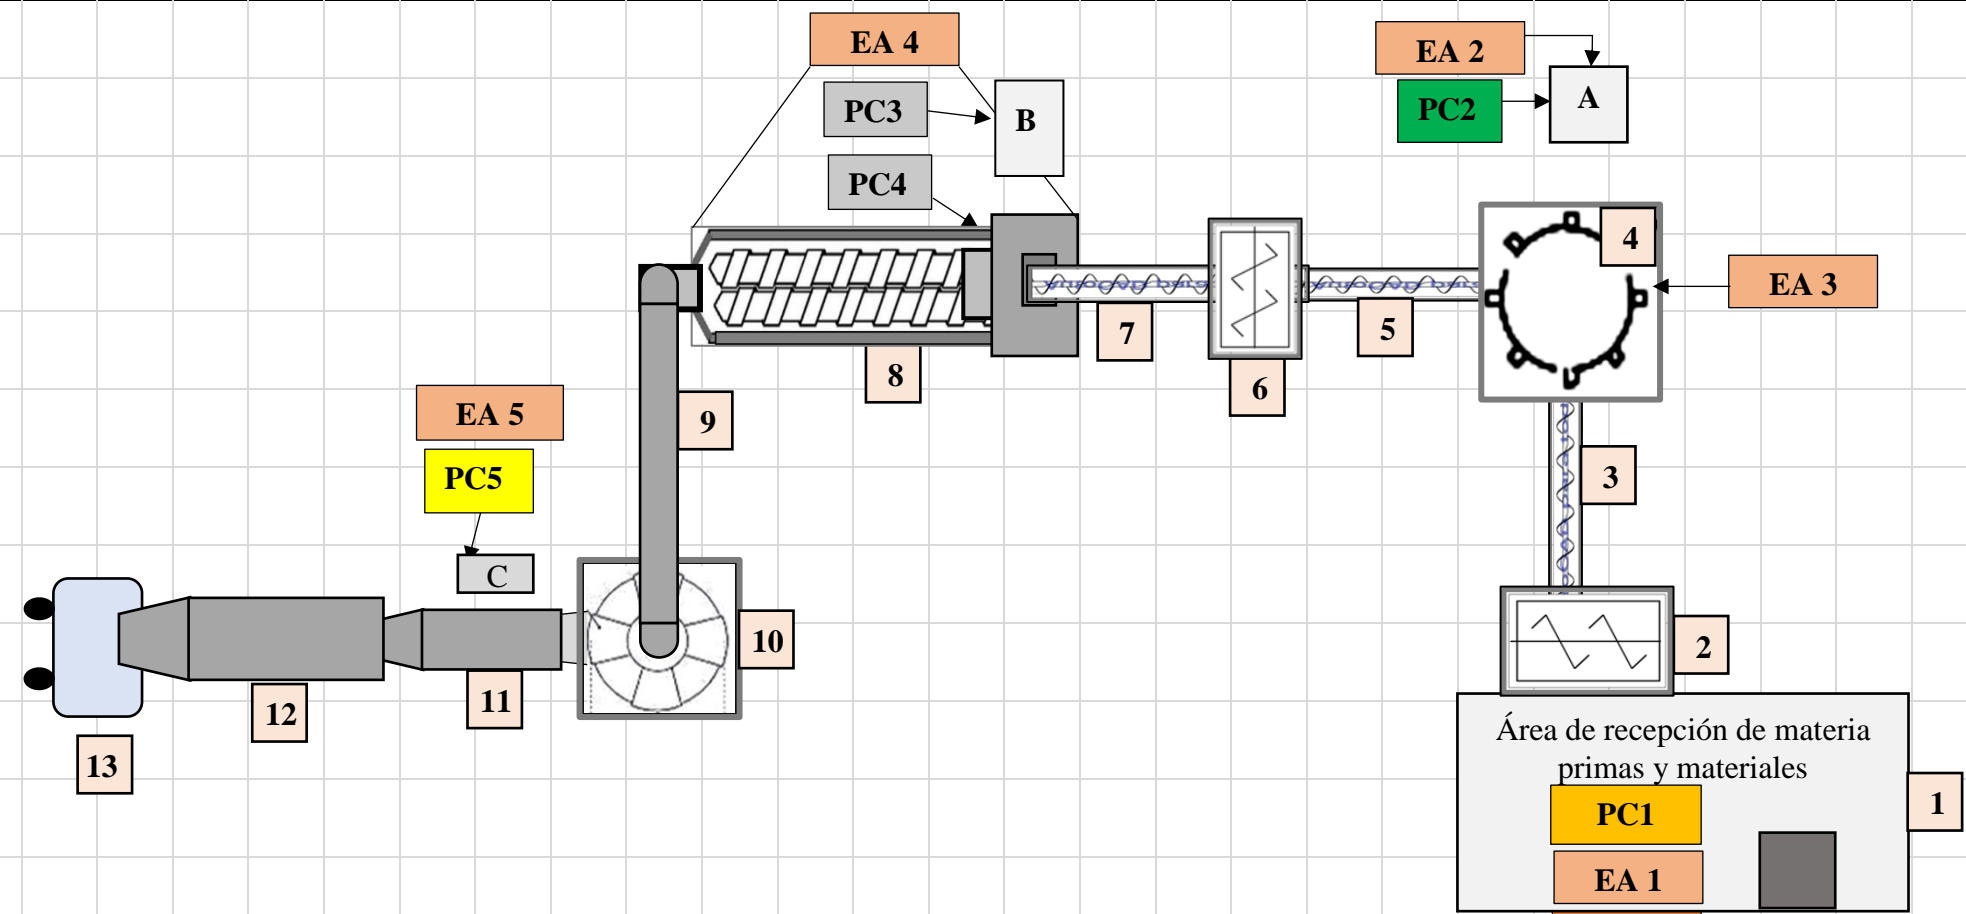 EA 4
EA 2
PC3
B
PC2
A
PC4
4
EA 3
7
5
8
6
EA 5
9
PC5
3
C
10
2
12
11
Área de recepción de materia
primas y materiales
13
PC1
1
EA 1